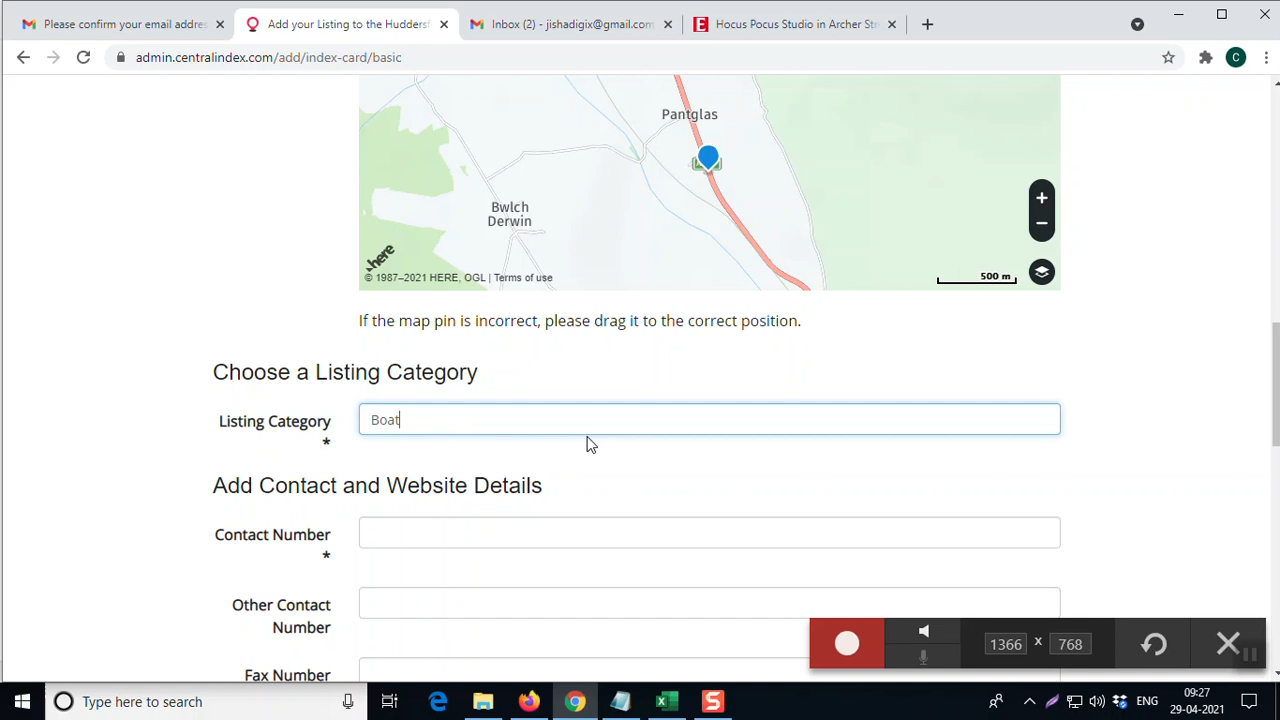 Please confirm your email addres
Add your Listing to the Huddersf
Inbox (2) - jishadigix@gmail.com
Hocus Pocus Studio in Archer Str
admin.centralindex.com/add/index-card/basic
C
Pantglas
Bwlch
Derwin
here
© 1987–2021 HERE, OGL | Terms of use
500 m
If the map pin is incorrect, please drag it to the correct position.
Choose a Listing Category
Listing Category
*
Boat
Add Contact and Website Details
Contact Number
*
Other Contact
Number
Fax Number
1366 x 768
Type here to search
ENG
09:27
29-04-2021